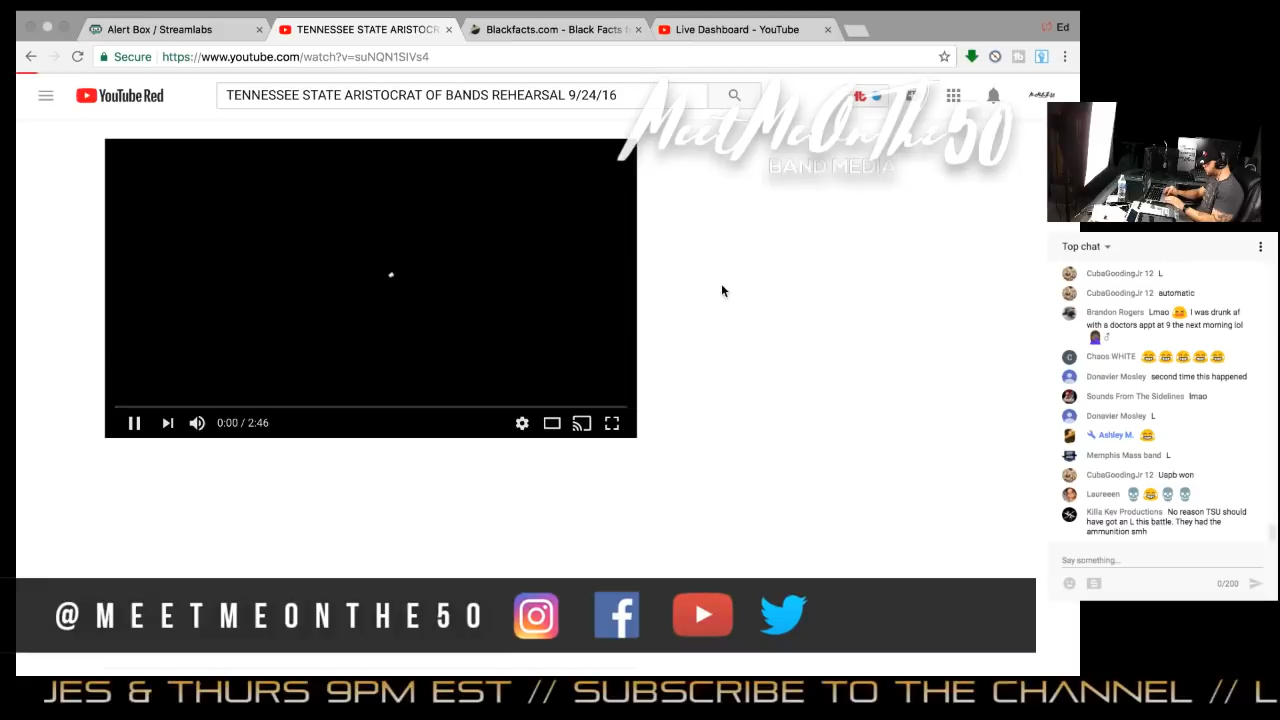 Alert Box / Streamlabs
TENNESSEE STATE ARISTOCR
Blackfacts.com - Black Facts f
Live Dashboard - YouTube
Ed
Secure
https://www.youtube.com/watch?v=suNQN1SIVs4
YouTube Red
TENNESSEE STATE ARISTOCRAT OF BANDS REHEARSAL 9/24/16
MeetMeOnThe50
BAND MEDIA
0:00 / 2:46
Top chat
CubaGoodingJr 12 L
CubaGoodingJr 12 automatic
Brandon Rogers Lmao 😂 I was drunk af
with a doctors appt at 9 the next morning lol
Chaos WHITE 😂😂😂😂😂
Donavier Mosley second time this happened
Sounds From The Sidelines lmao
Donavier Mosley L
Ashley M. 😂
Memphis Mass band L
CubaGoodingJr 12 Uapb won
Laureeen 💀😂💀💀
Killa Kev Productions No reason TSU should
have got an L this battle. They had the
ammunition smh
Say something...
0/200
@MEETMEONTHE50
JES & THURS 9PM EST // SUBSCRIBE TO THE CHANNEL // L